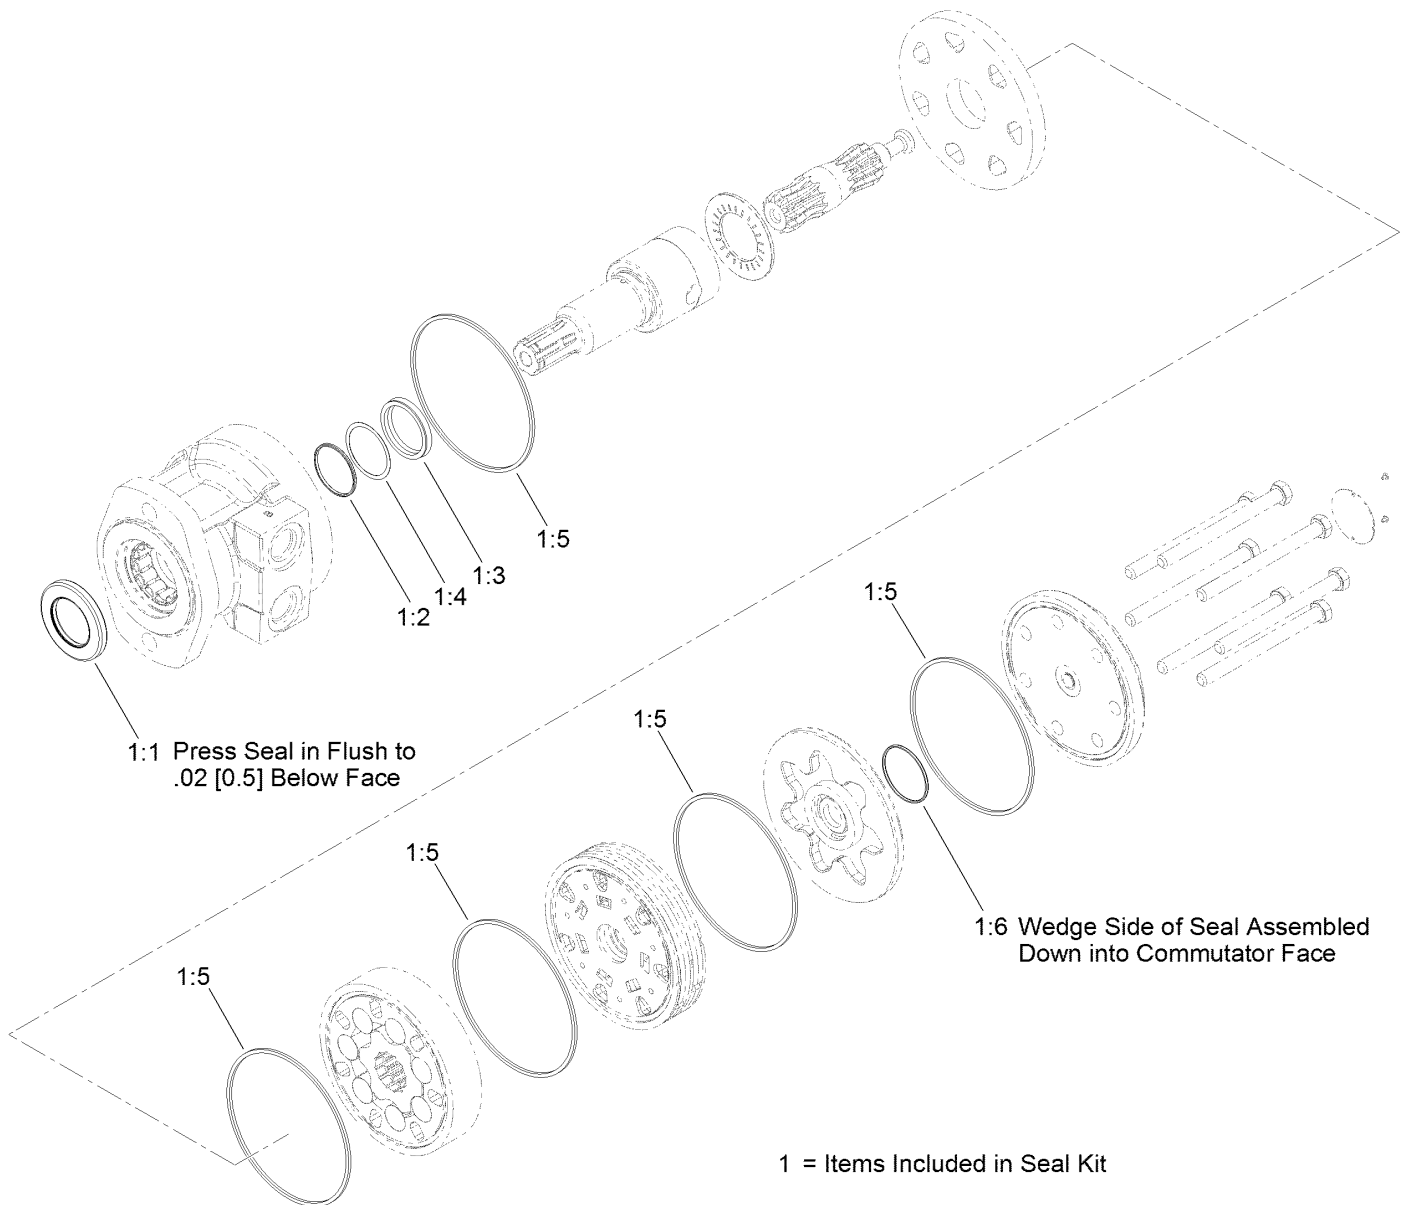 1:5
1:3
1:4
1:2
1:5
1:1 Press Seal in Flush to
.02 [0.5] Below Face
1:5
1:5
1:6 Wedge Side of Seal Assembled
Down into Commutator Face
1:5
1 = Items Included in Seal Kit